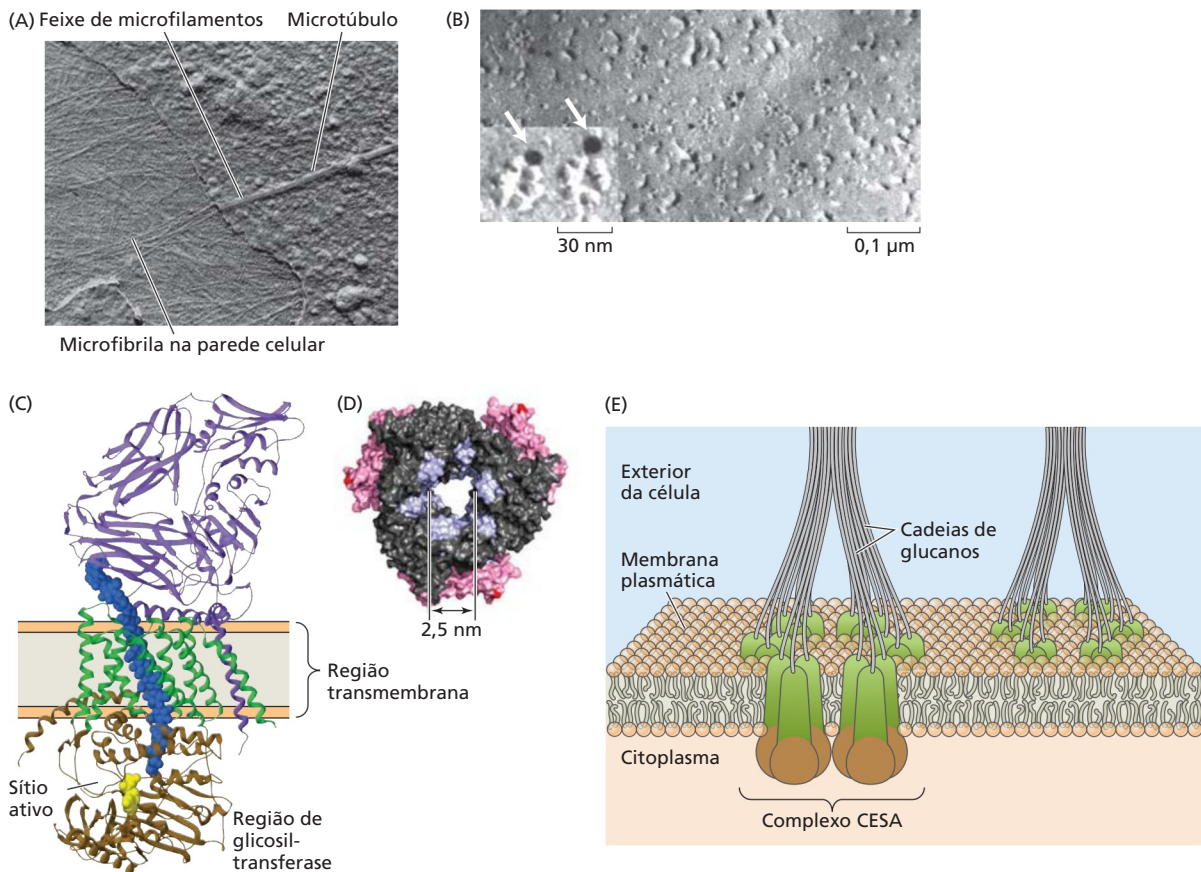 (A)
Feixe de microfilamentos
Microtúbulo
Microfibrila na parede celular
(B)
30 nm
0,1 µm
(C)
Região
transmembrana
Sítio
ativo
Região de
glicosil-
transferase
(D)
2,5 nm
(E)
Exterior
da célula
Cadeias de
glucanos
Membrana
plasmática
Citoplasma
Complexo CESA